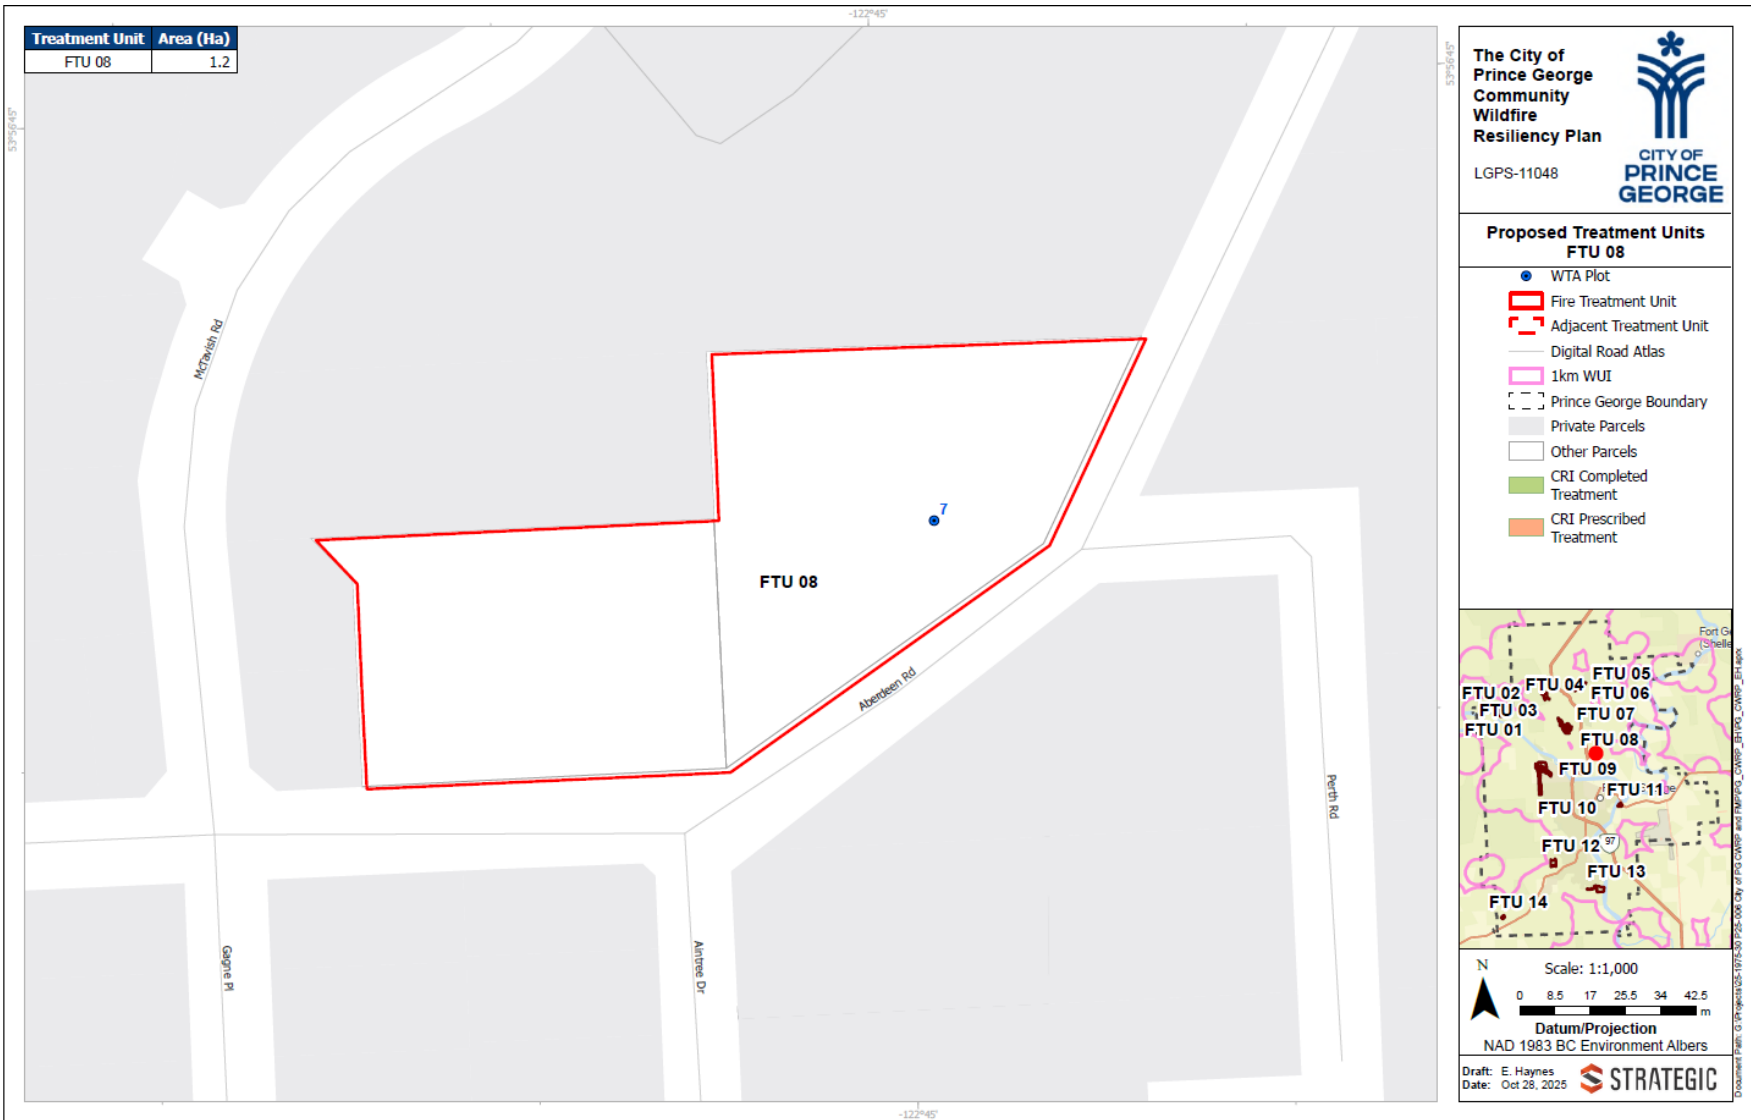 -122°45'
Treatment Unit Area (Ha)
FTU 08 1.2
53°56'45"
53°56'45"
McTavish Rd
7
FTU 08
Aberdeen Rd
Perth Rd
Gagne Pl
Aintree Dr
-122°45'
The City of
Prince George
Community
Wildfire
Resiliency Plan
LGPS-11048
CITY OF
PRINCE
GEORGE
Proposed Treatment Units
FTU 08
WTA Plot
Fire Treatment Unit
Adjacent Treatment Unit
Digital Road Atlas
1km WUI
Prince George Boundary
Private Parcels
Other Parcels
CRI Completed
Treatment
CRI Prescribed
Treatment
Fort Ge
(Shelle
FTU 05
FTU 04
FTU 02
FTU 06
FTU 03
FTU 07
FTU 01
FTU 08
FTU 09
FTU 11
FTU 10
97
FTU 12
FTU 13
FTU 14
N
Scale: 1:1,000
0 8.5 17 25.5 34 42.5
m
Datum/Projection
NAD 1983 BC Environment Albers
Draft: E. Haynes
Date: Oct 28, 2025
STRATEGIC